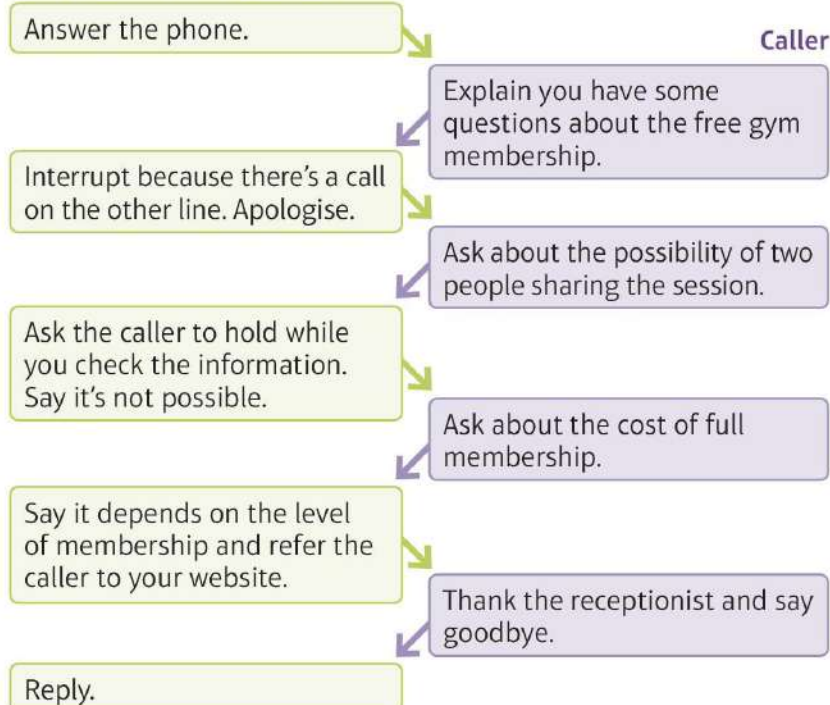 Answer the phone.
Caller
Explain you have some
questions about the free gym
membership.
Interrupt because there's a call
on the other line. Apologise.
Ask about the possibility of two
people sharing the session.
Ask the caller to hold while
you check the information.
Say it's not possible.
Ask about the cost of full
membership.
Say it depends on the level
of membership and refer the
caller to your website.
Thank the receptionist and say
goodbye.
Reply.